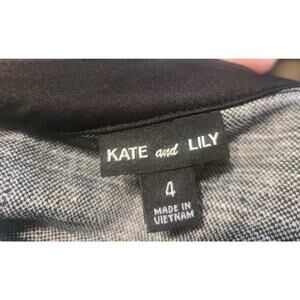 KATE and LILY
4
MADE IN
VIETNAM